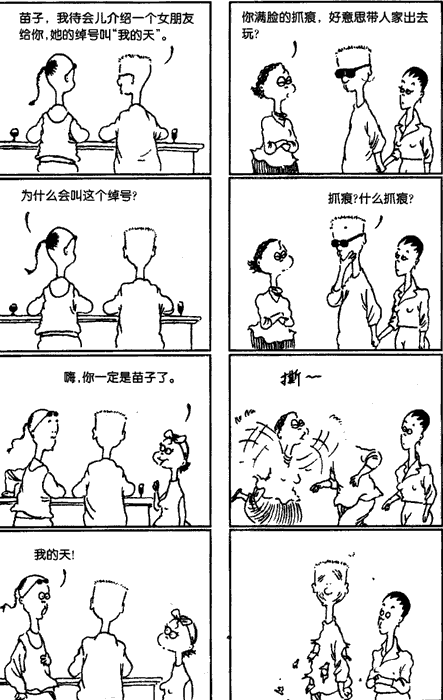 苗子，我待会儿介绍一个女朋友
给你，她的绰号叫“我的天”。
为什么会叫这个绰号?
嗨，你一定是苗子了。
我的天!
你满脸的抓痕，好意思带人家出去
玩?
抓痕?什么抓痕?
撕～